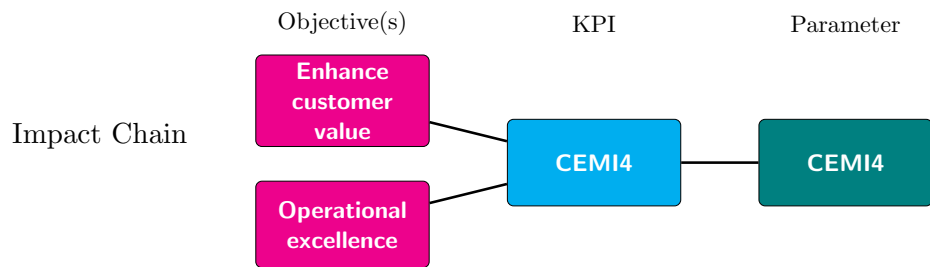 Objective(s)
KPI
Parameter
Impact Chain
Enhance
customer
value
Operational
excellence
CEMI4
CEMI4